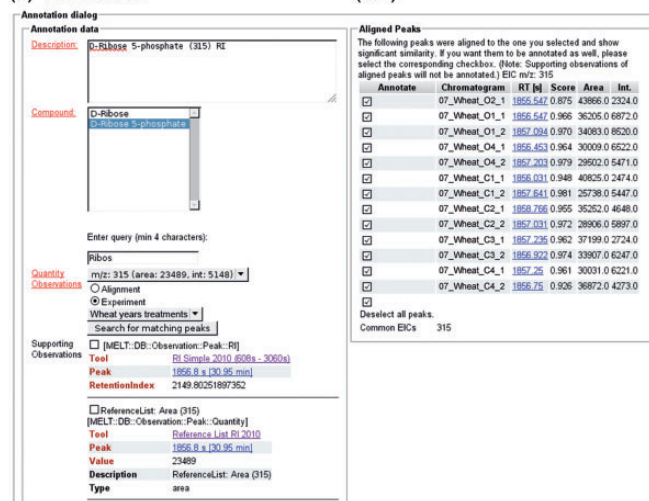 Annotation dialog
Annotation data
Description:
D-Ribose 5-phosphate (315) RI
Compound:
D-Ribose
D-Ribose 5-phosphate
Enter query (min 4 characters):
Ribos
Quantity Observations
m/z: 315 (area: 23489, int: 5148)
Alignment
Experiment
Wheat years treatments
Search for matching peaks
Supporting Observations
[MELT::DB::Observation::Peak::RI]
Tool RI Simple 2010 (608s - 3060s)
Peak 1856.8 s [30.95 min]
RetentionIndex 2149.80251897352
ReferenceList: Area (315)
[MELT::DB::Observation::Peak::Quantity]
Tool Reference List RI 2010
Peak 1856.8 s [30.95 min]
Value 23489
Description ReferenceList: Area (315)
Type area
Aligned Peaks
The following peaks were aligned to the one you selected and show
significant similarity. If you want them to be annotated as well, please
select the corresponding checkbox. (Note: Supporting observations of
aligned peaks will not be annotated.) EIC m/z: 315
Annotate Chromatogram RT [s] Score Area Int.
07_Wheat_O2_1 1855.547 0.875 43866.0 2324.0
07_Wheat_O1_1 1856.547 0.966 36205.0 6872.0
07_Wheat_O1_2 1857.094 0.970 34083.0 8520.0
07_Wheat_O4_1 1856.453 0.964 30009.0 6522.0
07_Wheat_O4_2 1857.203 0.979 29502.0 5471.0
07_Wheat_C1_1 1856.031 0.948 40825.0 2474.0
07_Wheat_C1_2 1857.641 0.981 25738.0 5447.0
07_Wheat_C2_1 1858.766 0.955 35252.0 4648.0
07_Wheat_C2_2 1857.031 0.972 28906.0 5897.0
07_Wheat_C3_1 1857.235 0.962 37199.0 2724.0
07_Wheat_C3_2 1856.922 0.974 33907.0 6247.0
07_Wheat_C4_1 1857.25 0.961 30031.0 6221.0
07_Wheat_C4_2 1856.75 0.926 36872.0 4273.0
Deselect all peaks.
Common EICs 315